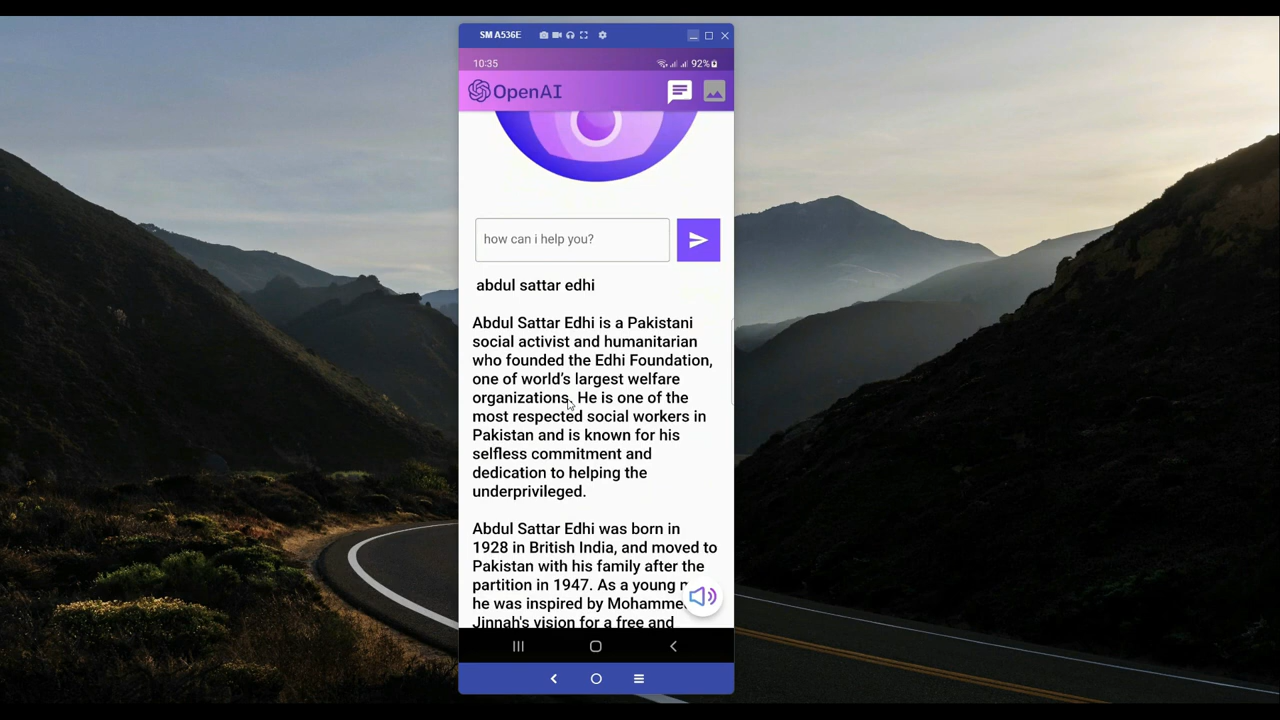 SM A536E
10:35
92%
OpenAI
how can i help you?
abdul sattar edhi
Abdul Sattar Edhi is a Pakistani
social activist and humanitarian
who founded the Edhi Foundation,
one of world's largest welfare
organizations. He is one of the
most respected social workers in
Pakistan and is known for his
selfless commitment and
dedication to helping the
underprivileged.
Abdul Sattar Edhi was born in
1928 in British India, and moved to
Pakistan with his family after the
partition in 1947. As a young
he was inspired by
Jinnah's vision for a free and